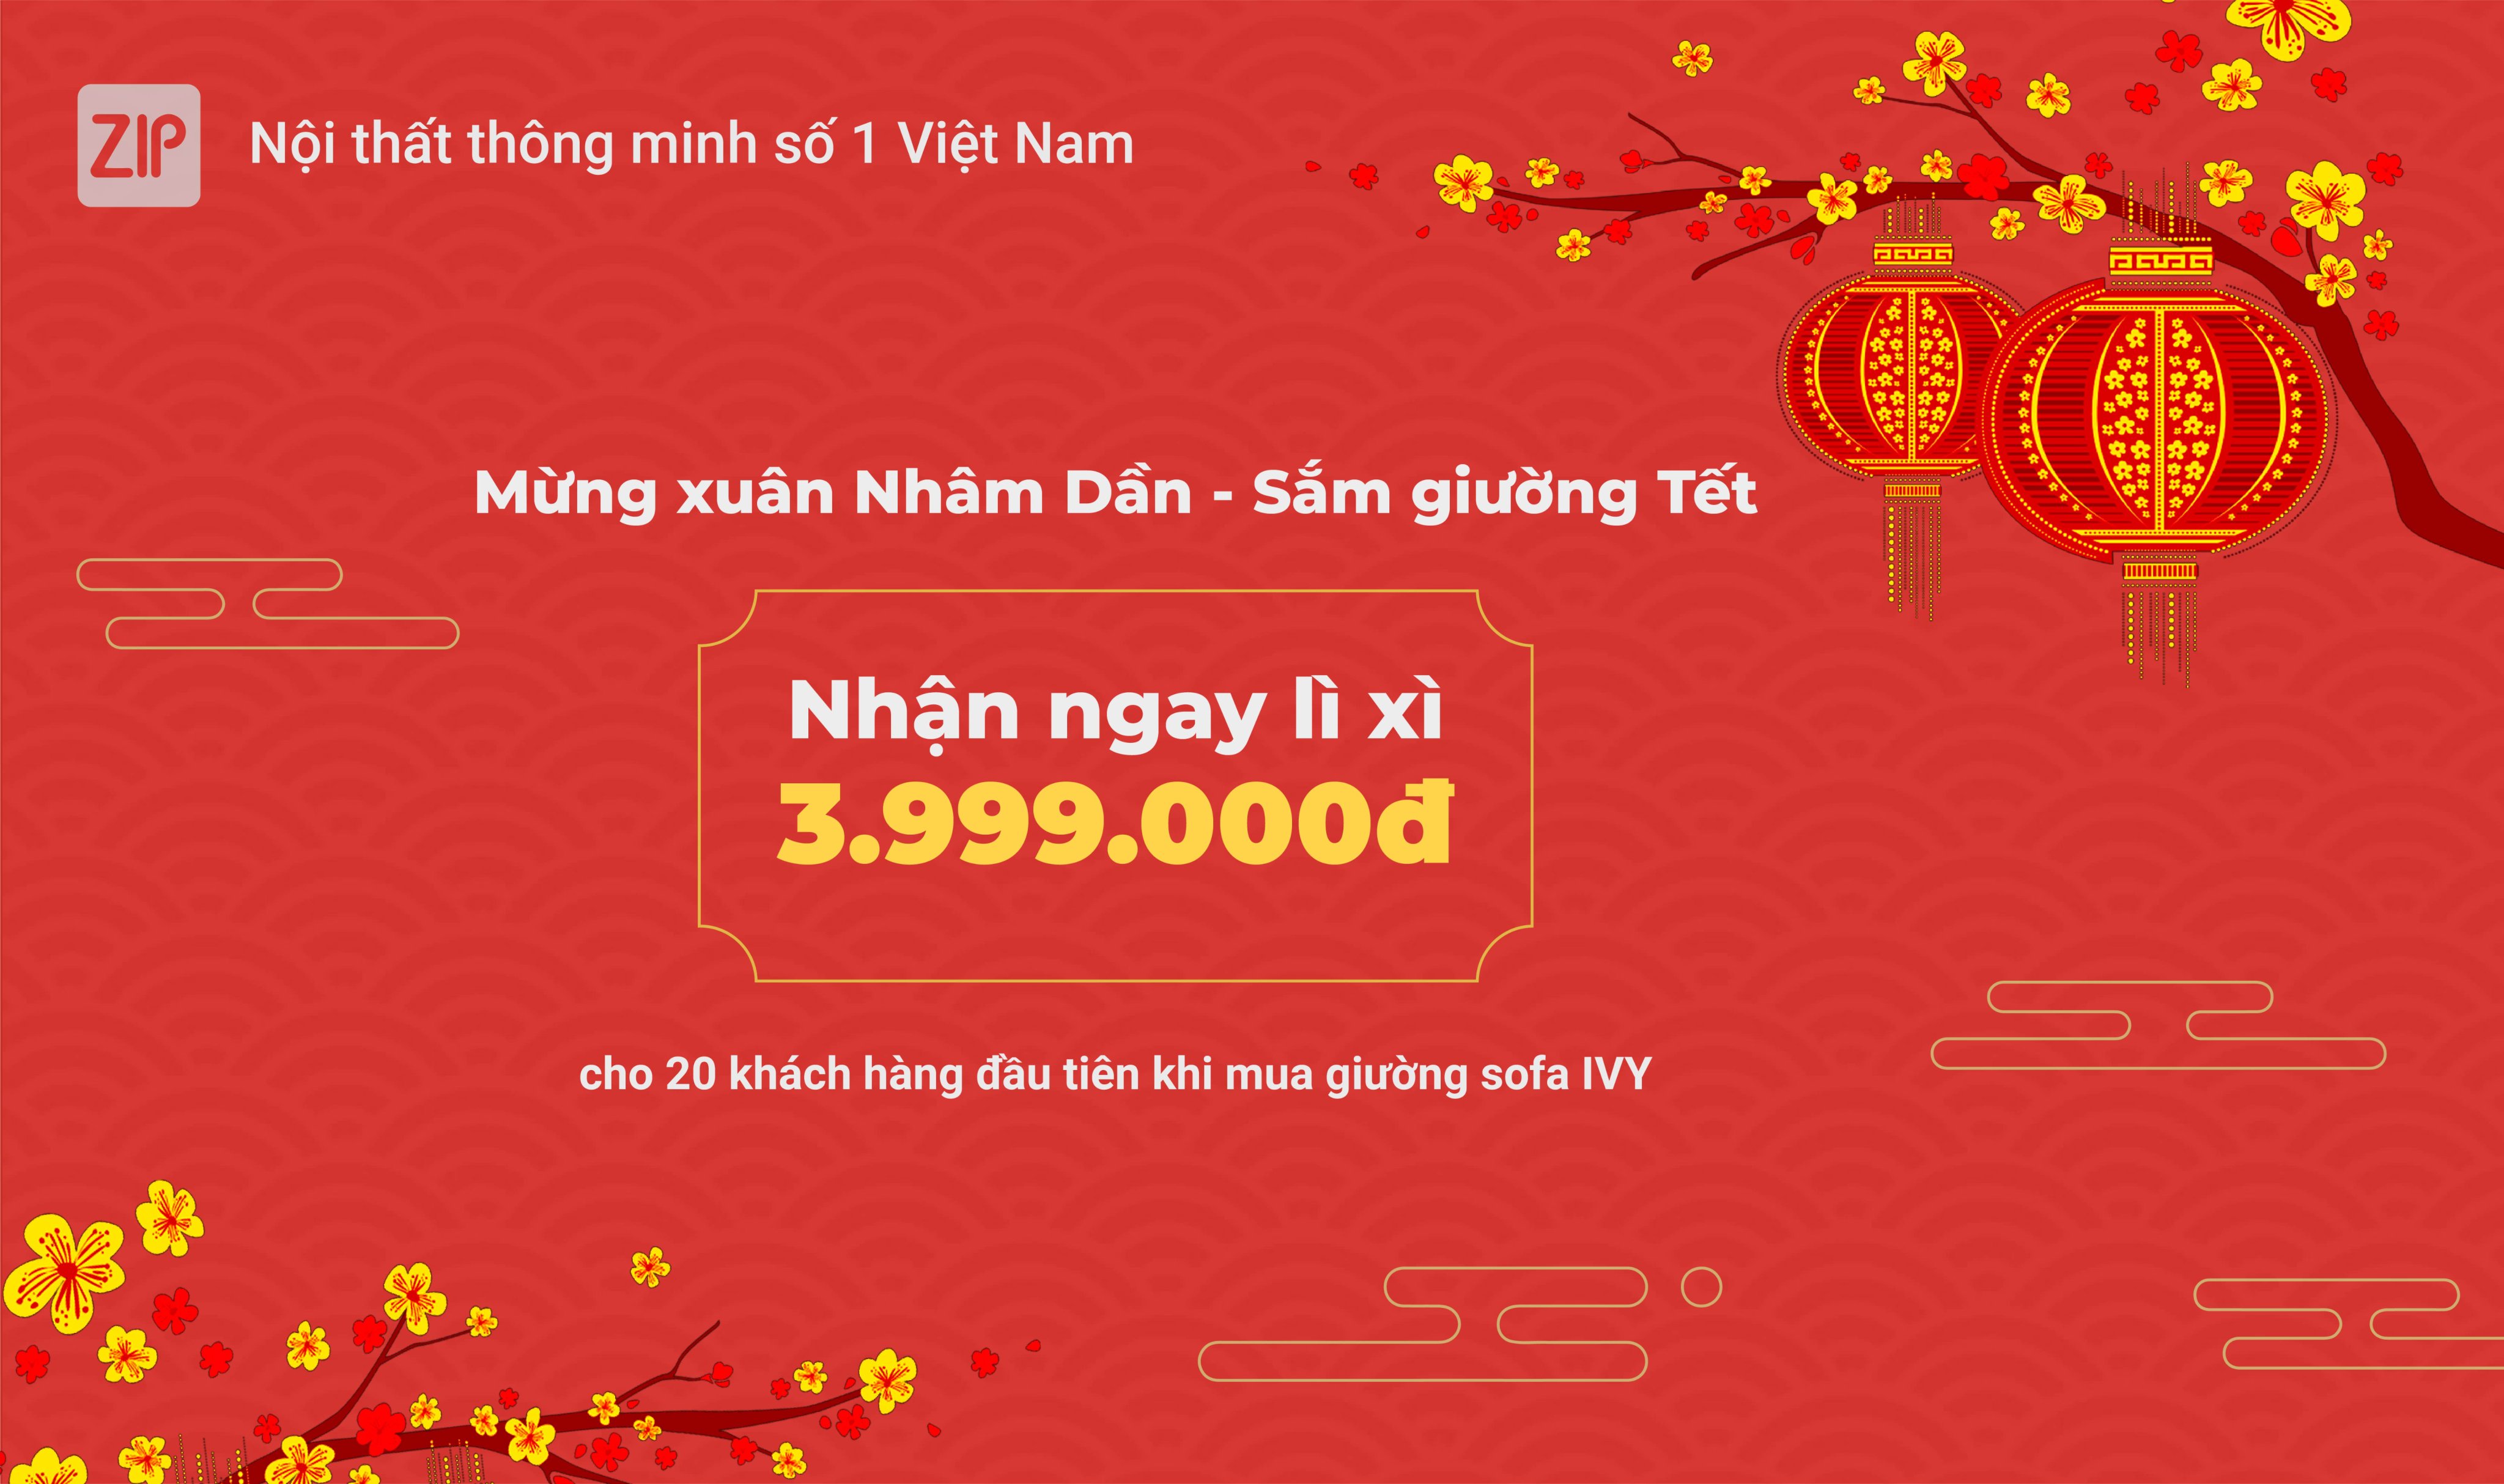 ZIP
Nội thất thông minh số 1 Việt Nam
Mừng xuân Nhâm Dần - Sắm giường Tết
Nhận ngay lì xì
3.999.000đ
cho 20 khách hàng đầu tiên khi mua giường sofa IVY